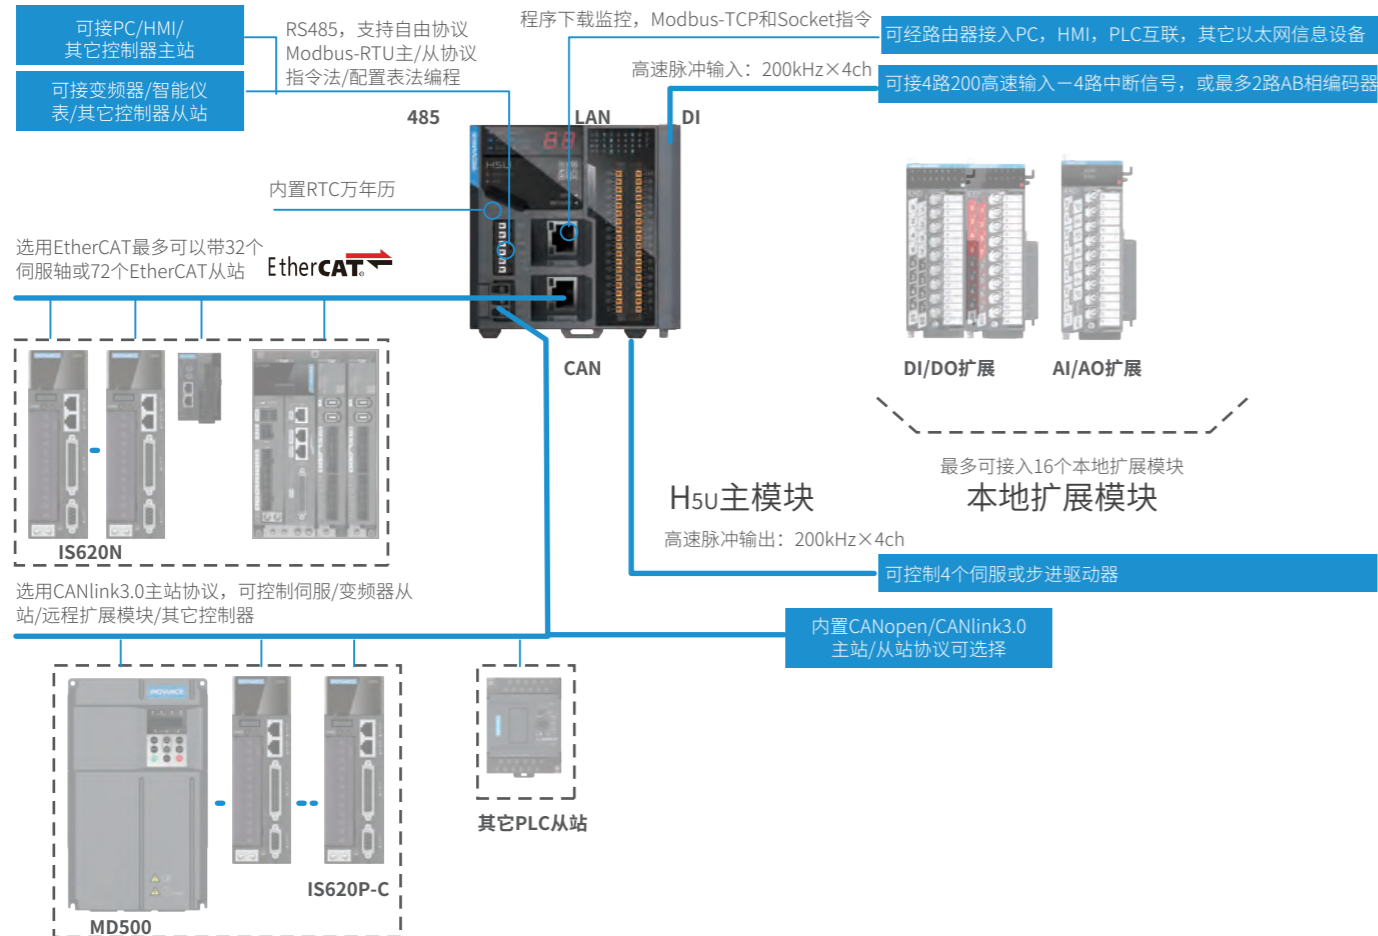 可接PC/HMI/
其它控制器主站
可接变频器/智能仪
表/其它控制器从站
RS485，支持自由协议
Modbus-RTU主/从协议
指令法/配置表法编程
程序下载监控，Modbus-TCP和Socket指令
可经路由器接入PC，HMI，PLC互联，其它以太网信息设备
高速脉冲输入：200kHz×4ch
可接4路200高速输入－4路中断信号，或最多2路AB相编码器
485
LAN
DI
H5U
内置RTC万年历
选用EtherCAT最多可以带32个
伺服轴或72个EtherCAT从站
EtherCAT
CAN
DI/DO扩展
AI/AO扩展
最多可接入16个本地扩展模块
H5U主模块
本地扩展模块
高速脉冲输出：200kHz×4ch
可控制4个伺服或步进驱动器
IS620N
选用CANlink3.0主站协议，可控制伺服/变频器从
站/远程扩展模块/其它控制器
内置CANopen/CANlink3.0
主站/从站协议可选择
INOVANCE
其它PLC从站
IS620P-C
MD500